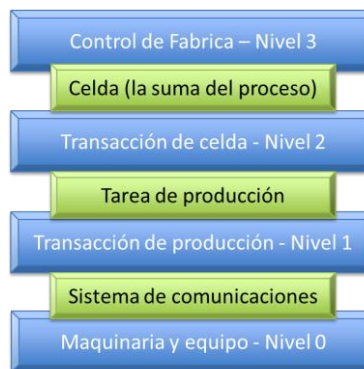 Control de Fabrica – Nivel 3
Celda (la suma del proceso)
Transacción de celda - Nivel 2
Tarea de producción
Transacción de producción - Nivel 1
Sistema de comunicaciones
Maquinaria y equipo - Nivel 0